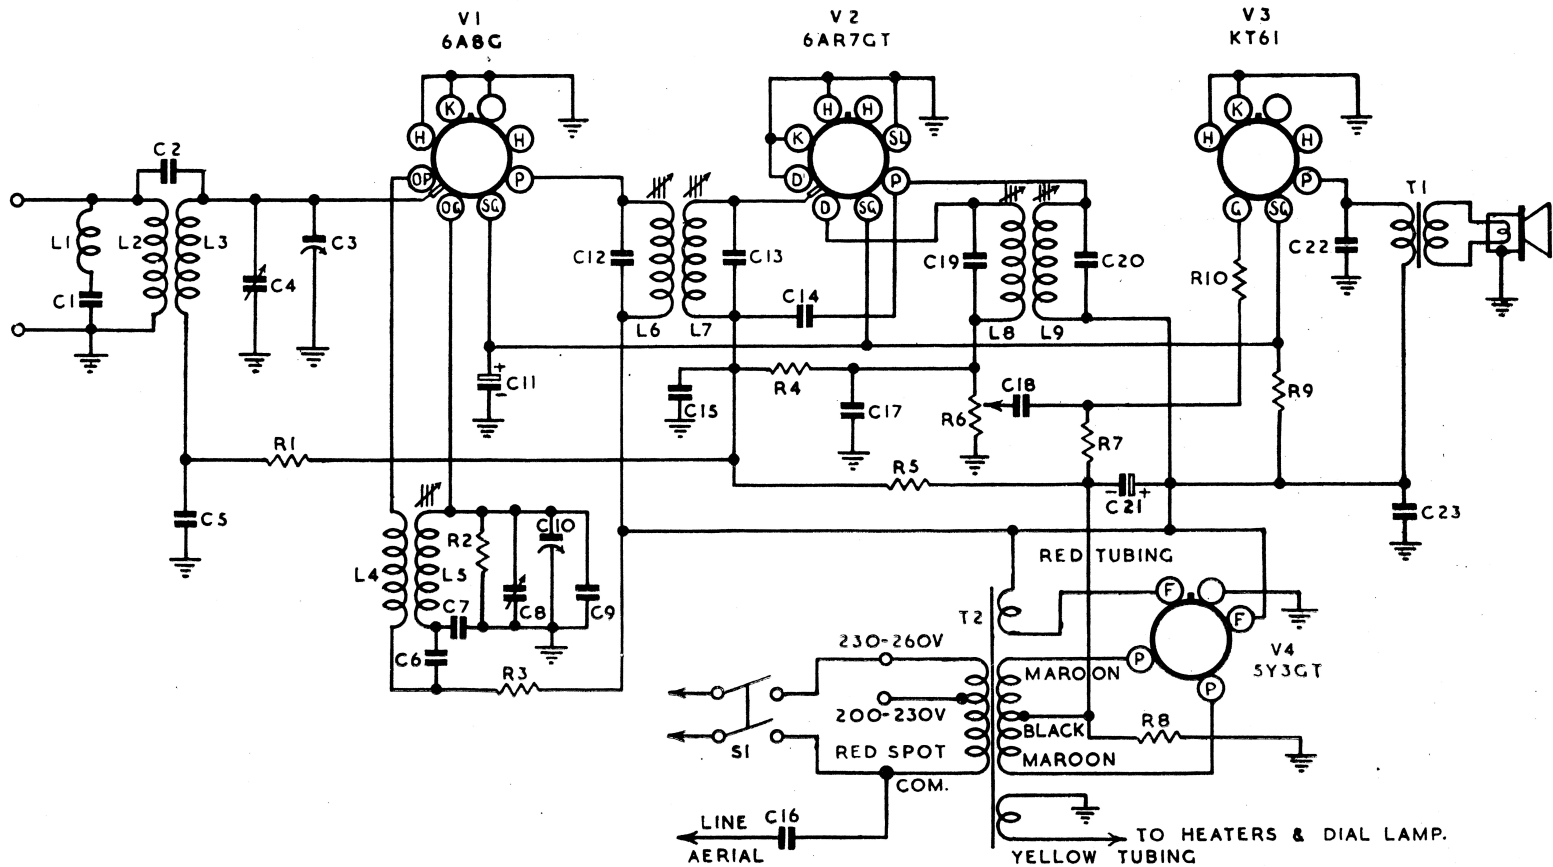 V1
6A8G
V2
6AR7GT
V3
KT61
K
H
H
OP
P
OG
SG
H
H
K
SL
D'
P
D
SG
K
H
H
P
G
SG
T1
C2
L1
L2
L3
C1
C4
C3
C12
L6
L7
C13
C14
C19
L8
L9
C20
R10
C22
C11
C15
R4
C17
R6
C18
R7
R9
R1
R5
C21
C5
C23
R2
C10
L4
L5
C7
C8
C9
C6
R3
RED TUBING
T2
F
F
P
P
V4
5Y3GT
230-260V
200-230V
MAROON
BLACK
MAROON
R8
S1
RED SPOT
COM.
LINE
AERIAL
C16
TO HEATERS & DIAL LAMP.
YELLOW TUBING